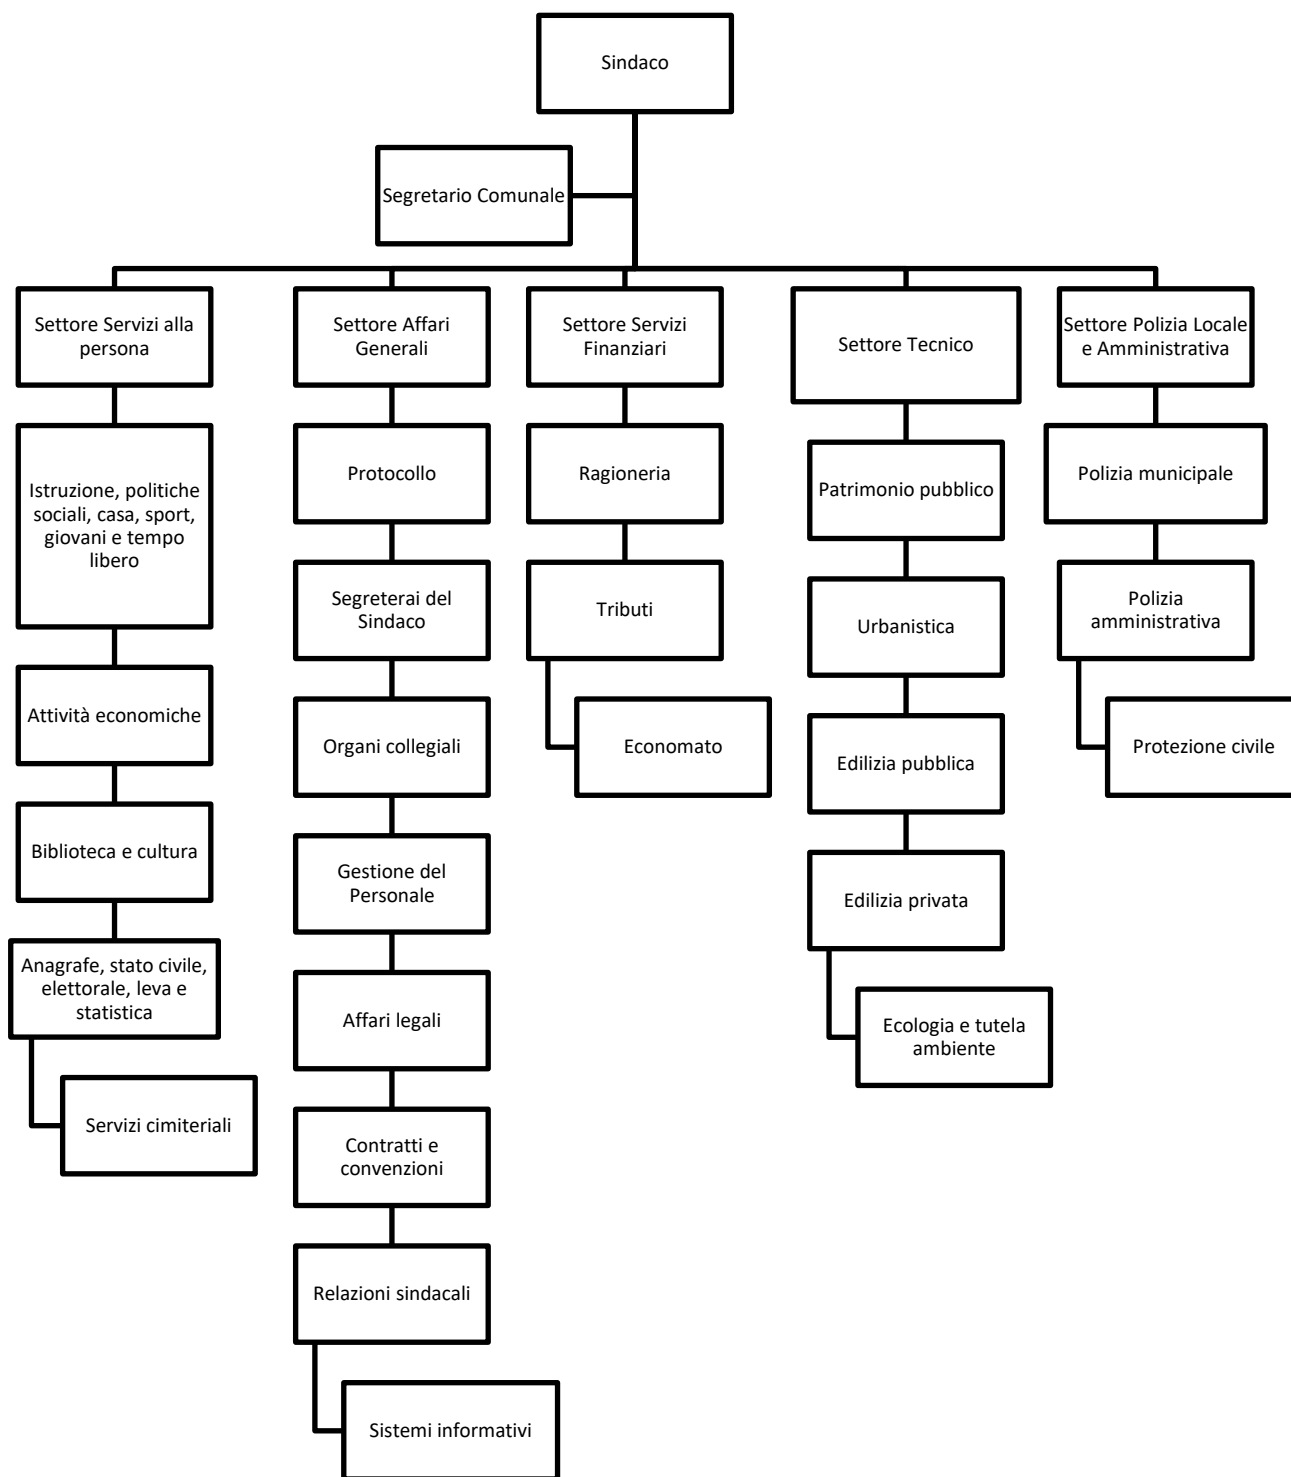 Sindaco
Segretario Comunale
Settore Servizi alla
persona
Settore Affari
Generali
Settore Servizi
Finanziari
Settore Tecnico
Settore Polizia Locale
e Amministrativa
Istruzione, politiche
sociali, casa, sport,
giovani e tempo
libero
Attività economiche
Biblioteca e cultura
Anagrafe, stato civile,
elettorale, leva e
statistica
Servizi cimiteriali
Protocollo
Segreterai del
Sindaco
Organi collegiali
Gestione del
Personale
Affari legali
Contratti e
convenzioni
Relazioni sindacali
Sistemi informativi
Ragioneria
Tributi
Economato
Patrimonio pubblico
Urbanistica
Edilizia pubblica
Edilizia privata
Ecologia e tutela
ambiente
Polizia municipale
Polizia
amministrativa
Protezione civile